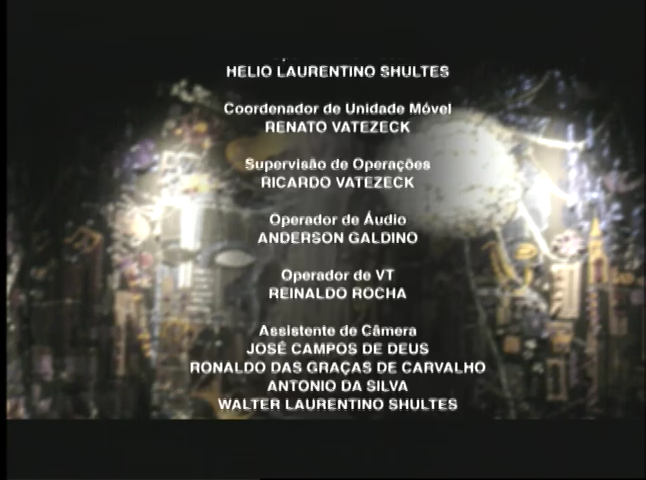 HELIO LAURENTINO SHULTES
Coordenador de Unidade Móvel
RENATO VATEZECK
Supervisão de Operações
RICARDO VATEZECK
Operador de Áudio
ANDERSON GALDINO
Operador de VT
REINALDO ROCHA
Assistente de Câmera
JOSÉ CAMPOS DE DEUS
RONALDO DAS GRAÇAS DE CARVALHO
ANTONIO DA SILVA
WALTER LAURENTINO SHULTES